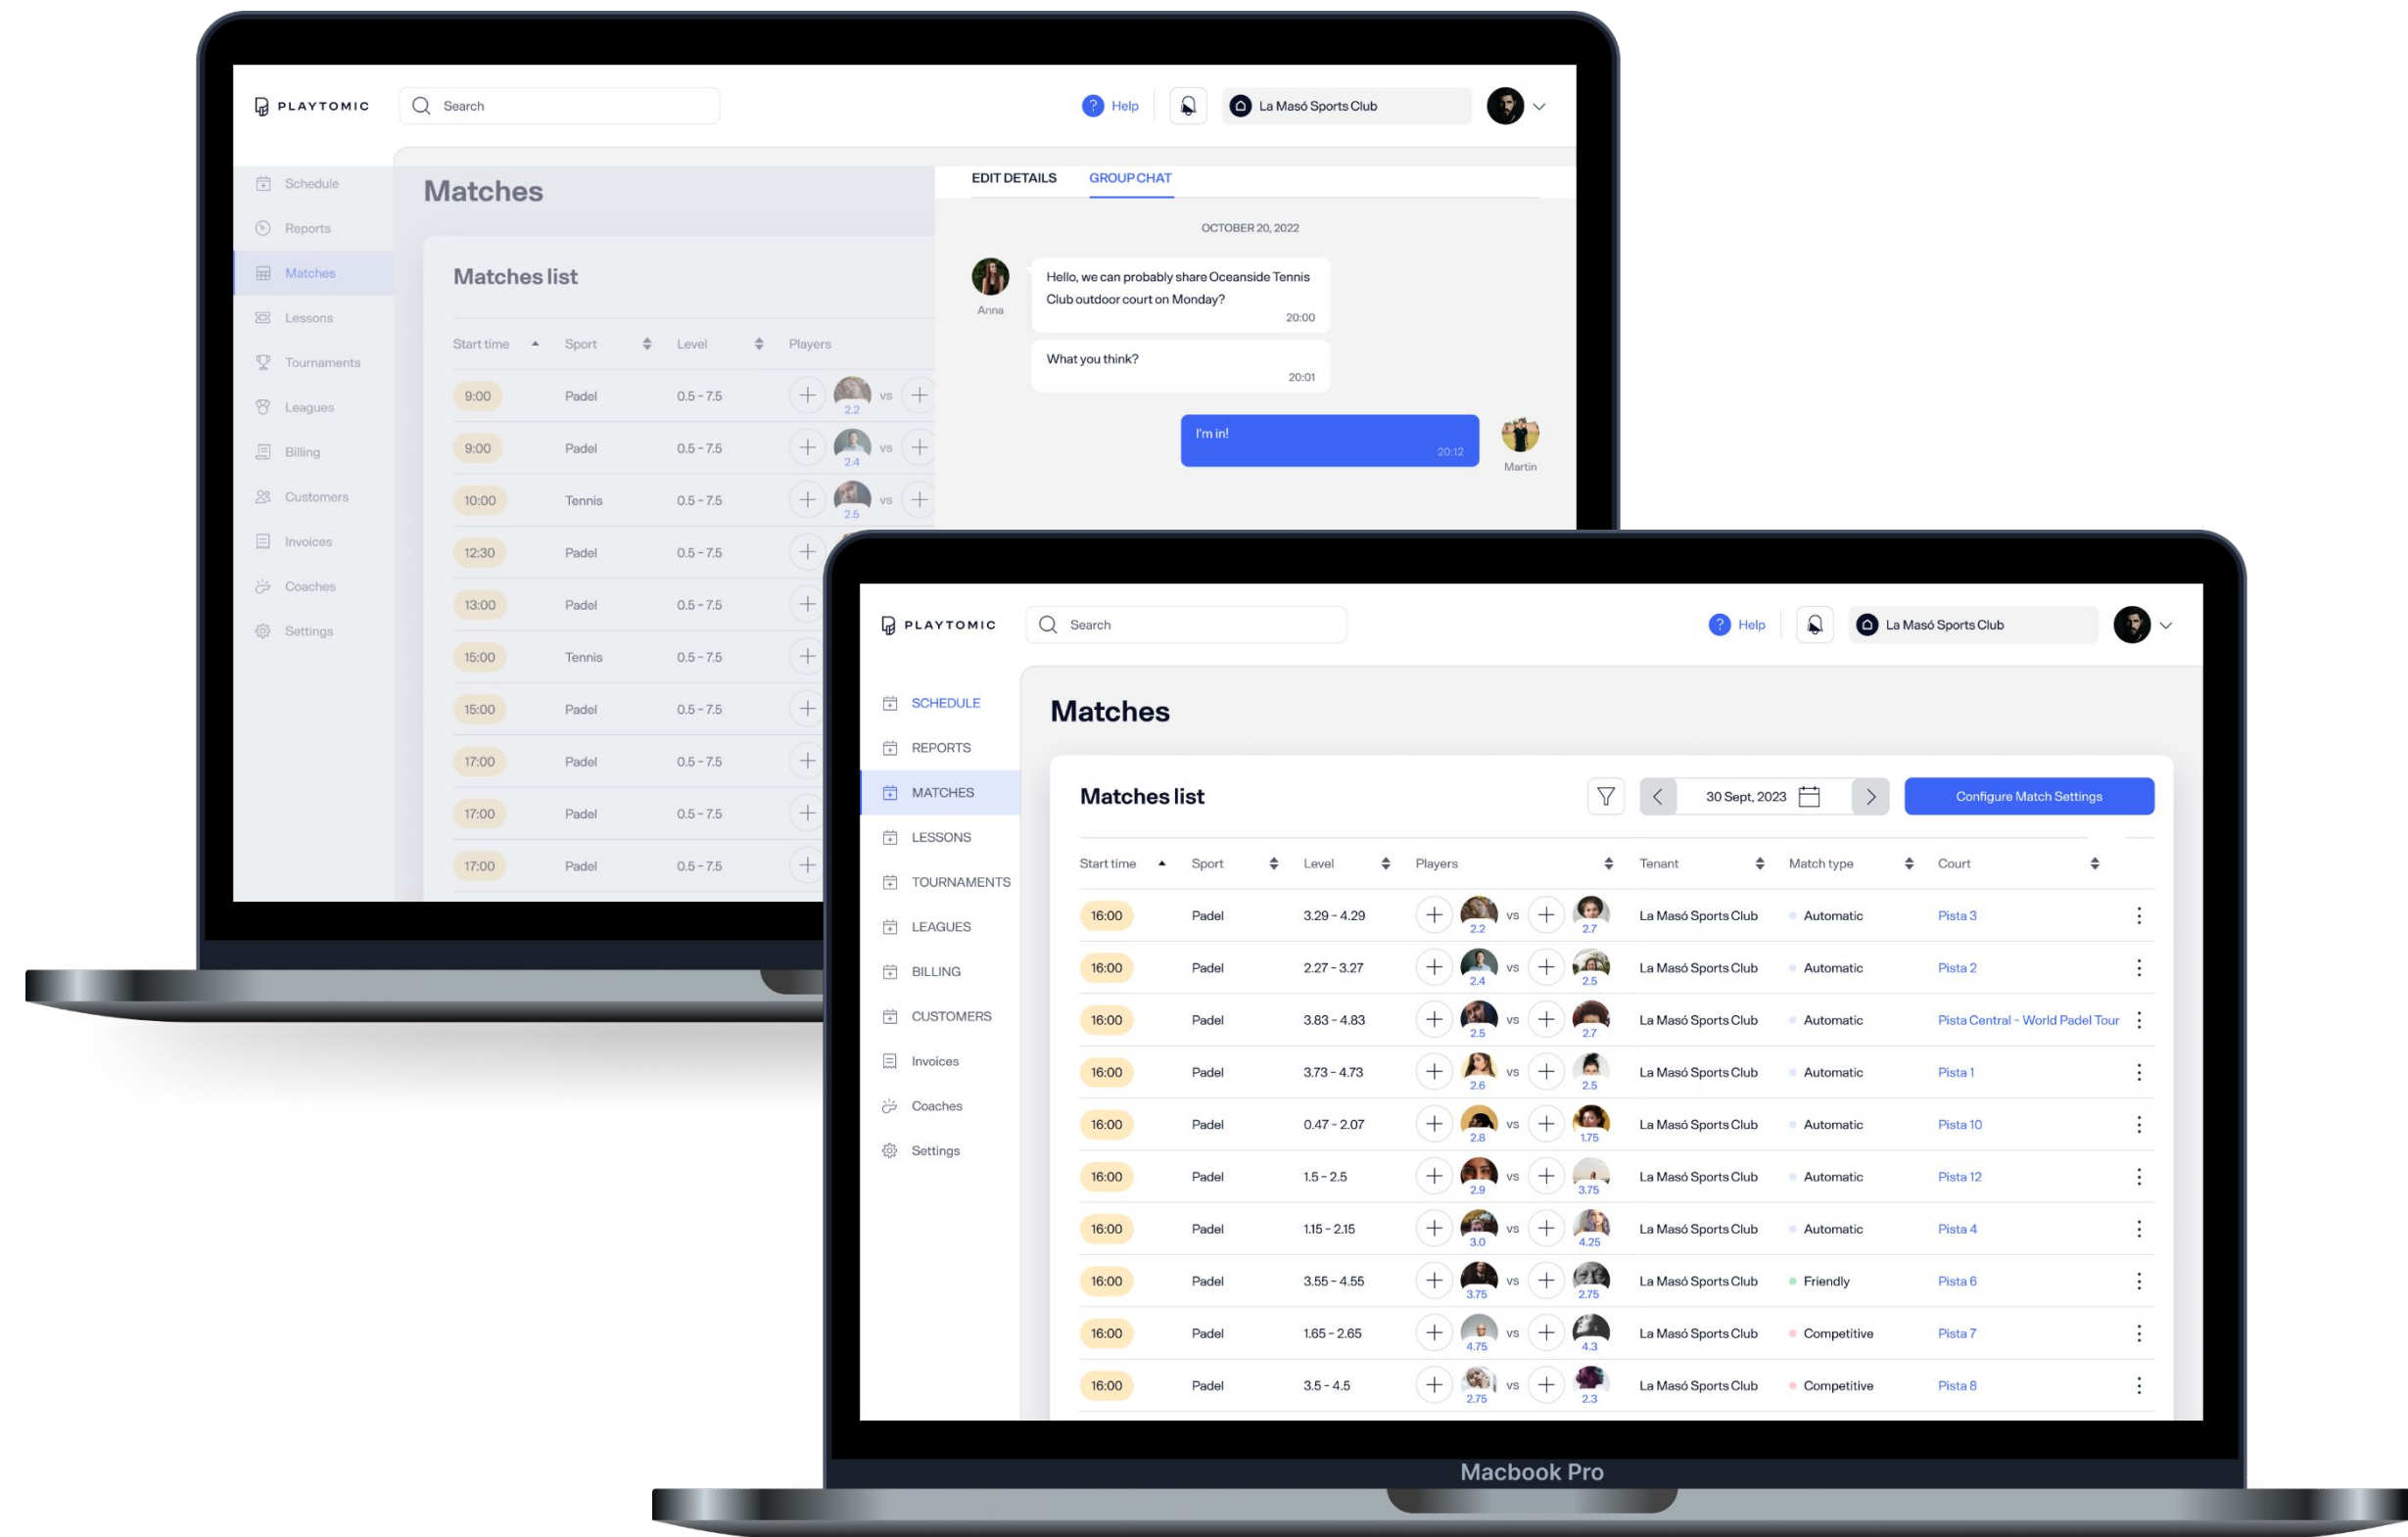 PLAYTOMIC
Search
Help
La Masó Sports Club
Schedule
Reports
Matches
Lessons
Tournaments
Leagues
Billing
Customers
Invoices
Coaches
Settings
Matches
Matches list
Start time Sport Level Players
9:00 Padel 0.5 - 7.5 2.2 vs
9:00 Padel 0.5 - 7.5 2.4 vs
10:00 Tennis 0.5 - 7.5 2.5 vs
12:30 Padel 0.5 - 7.5
13:00 Padel 0.5 - 7.5
15:00 Tennis 0.5 - 7.5
15:00 Padel 0.5 - 7.5
17:00 Padel 0.5 - 7.5
17:00 Padel 0.5 - 7.5
17:00 Padel 0.5 - 7.5
EDIT DETAILS GROUP CHAT
OCTOBER 20, 2022
Anna
Hello, we can probably share Oceanside Tennis
Club outdoor court on Monday?
20:00
What you think?
20:01
I'm in!
20:12
Martin
PLAYTOMIC
Search
Help
La Masó Sports Club
SCHEDULE
REPORTS
MATCHES
LESSONS
TOURNAMENTS
LEAGUES
BILLING
CUSTOMERS
Invoices
Coaches
Settings
Matches
Matches list
30 Sept, 2023
Configure Match Settings
Start time Sport Level Players Tenant Match type Court
16:00 Padel 3.29 - 4.29 2.2 vs 2.7 La Masó Sports Club Automatic Pista 3
16:00 Padel 2.27 - 3.27 2.4 vs 2.5 La Masó Sports Club Automatic Pista 2
16:00 Padel 3.83 - 4.83 2.5 vs 2.7 La Masó Sports Club Automatic Pista Central - World Padel Tour
16:00 Padel 3.73 - 4.73 2.6 vs 2.5 La Masó Sports Club Automatic Pista 1
16:00 Padel 0.47 - 2.07 2.8 vs 1.75 La Masó Sports Club Automatic Pista 10
16:00 Padel 1.5 - 2.5 2.9 vs 3.75 La Masó Sports Club Automatic Pista 12
16:00 Padel 1.15 - 2.15 3.0 vs 4.25 La Masó Sports Club Automatic Pista 4
16:00 Padel 3.55 - 4.55 3.75 vs 2.75 La Masó Sports Club Friendly Pista 6
16:00 Padel 1.65 - 2.65 4.75 vs 4.3 La Masó Sports Club Competitive Pista 7
16:00 Padel 3.5 - 4.5 2.75 vs 2.3 La Masó Sports Club Competitive Pista 8
Macbook Pro